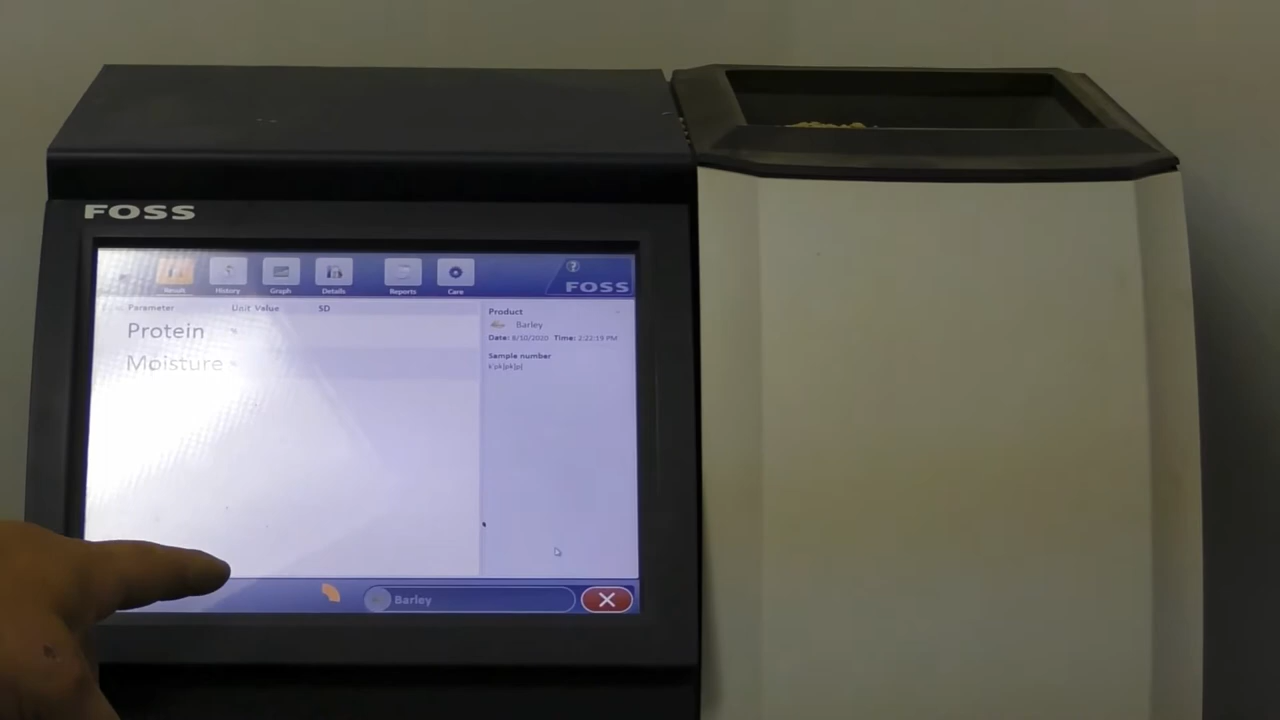 FOSS
Result History Graph Details Reports Care
?
FOSS
Parameter Unit Value SD
Protein %
Moisture %
Product
Barley
Date: 8/10/2020 Time: 2:22:19 PM
Sample number
Barley